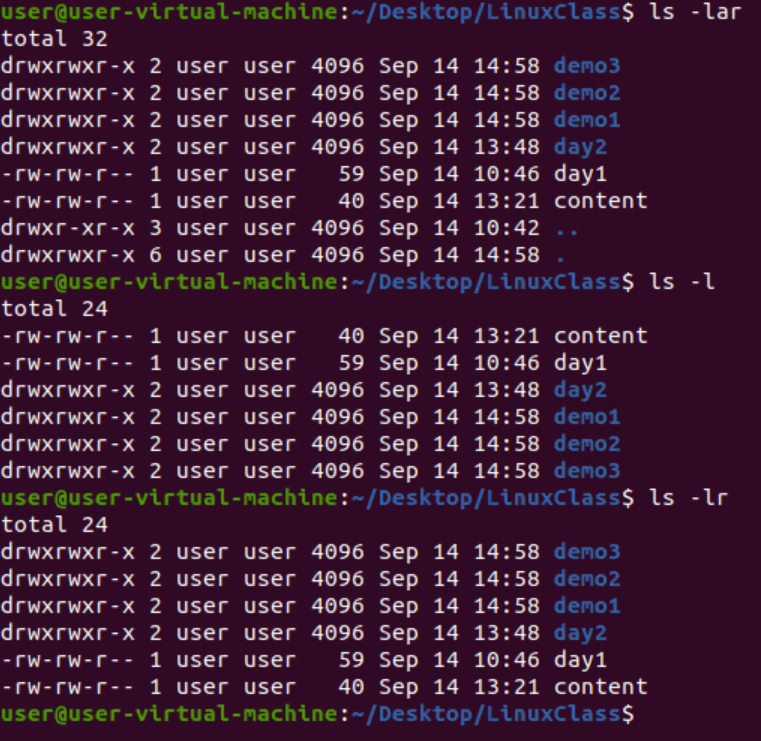 user@user-virtual-machine:~/Desktop/LinuxClass$ ls -lar
total 32
drwxrwxr-x 2 user user 4096 Sep 14 14:58 demo3
drwxrwxr-x 2 user user 4096 Sep 14 14:58 demo2
drwxrwxr-x 2 user user 4096 Sep 14 14:58 demo1
drwxrwxr-x 2 user user 4096 Sep 14 13:48 day2
-rw-rw-r-- 1 user user   59 Sep 14 10:46 day1
-rw-rw-r-- 1 user user   40 Sep 14 13:21 content
drwxr-xr-x 3 user user 4096 Sep 14 10:42 ..
drwxrwxr-x 6 user user 4096 Sep 14 14:58 .
user@user-virtual-machine:~/Desktop/LinuxClass$ ls -l
total 24
-rw-rw-r-- 1 user user   40 Sep 14 13:21 content
-rw-rw-r-- 1 user user   59 Sep 14 10:46 day1
drwxrwxr-x 2 user user 4096 Sep 14 13:48 day2
drwxrwxr-x 2 user user 4096 Sep 14 14:58 demo1
drwxrwxr-x 2 user user 4096 Sep 14 14:58 demo2
drwxrwxr-x 2 user user 4096 Sep 14 14:58 demo3
user@user-virtual-machine:~/Desktop/LinuxClass$ ls -lr
total 24
drwxrwxr-x 2 user user 4096 Sep 14 14:58 demo3
drwxrwxr-x 2 user user 4096 Sep 14 14:58 demo2
drwxrwxr-x 2 user user 4096 Sep 14 14:58 demo1
drwxrwxr-x 2 user user 4096 Sep 14 13:48 day2
-rw-rw-r-- 1 user user   59 Sep 14 10:46 day1
-rw-rw-r-- 1 user user   40 Sep 14 13:21 content
user@user-virtual-machine:~/Desktop/LinuxClass$